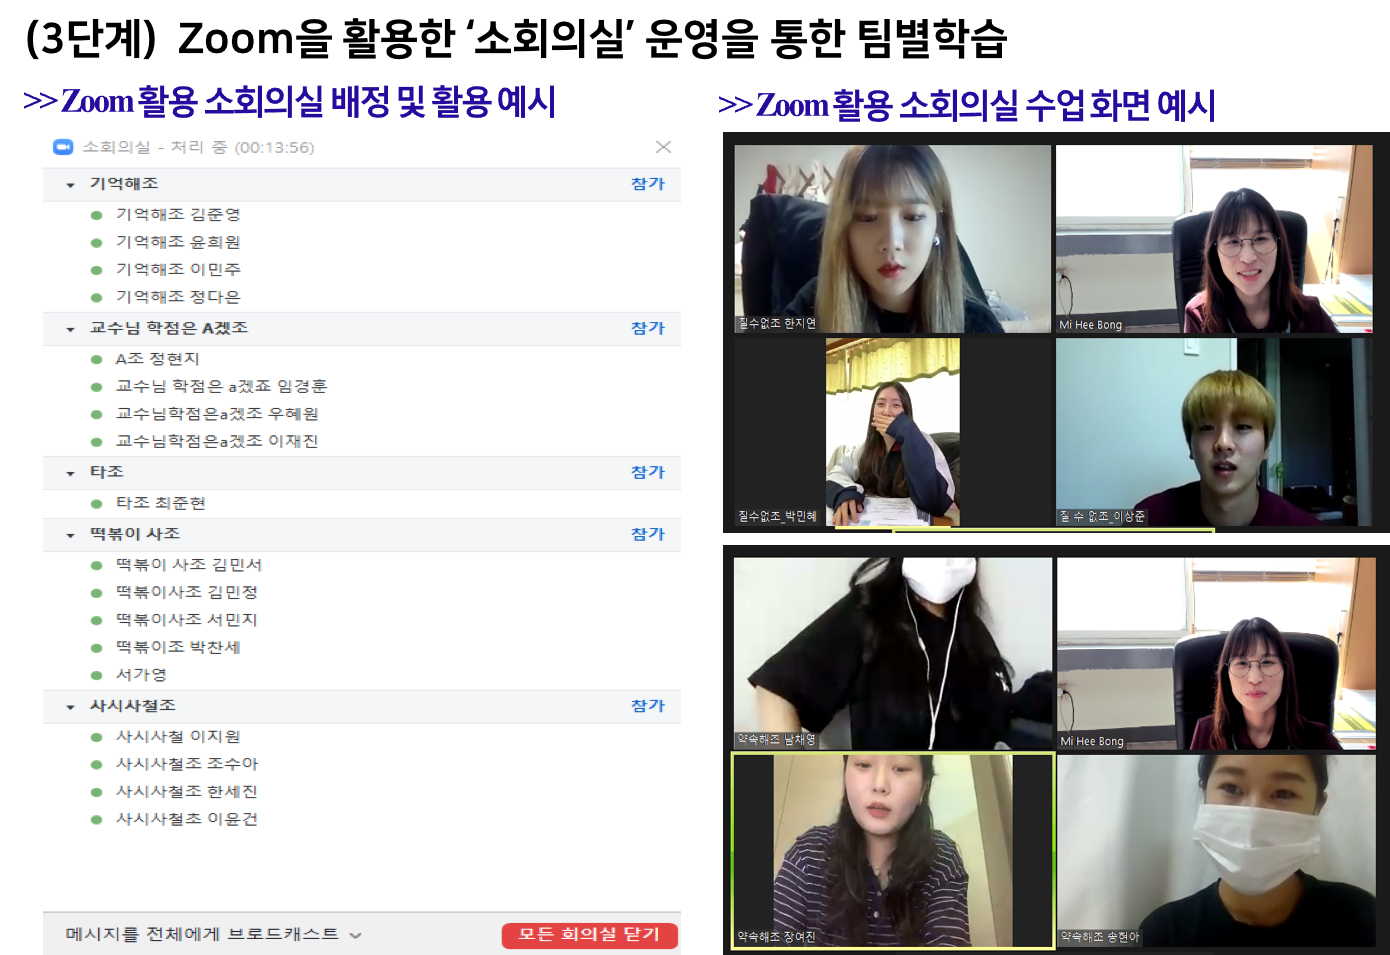 (3단계) Zoom을 활용한 ‘소회의실’ 운영을 통한 팀별학습
>> Zoom 활용 소회의실 배정 및 활용 예시
소회의실 - 처리 중 (00:13:56)
기억해조 참가
기억해조 김준영
기억해조 윤희원
기억해조 이민주
기억해조 정다은
교수님 학점은 A겠조 참가
A조 정현지
교수님 학점은 a겠죠 임경훈
교수님학점은a겠조 우혜원
교수님학점은a겠조 이재진
타조 참가
타조 최준현
떡볶이 사조 참가
떡볶이 사조 김민서
떡볶이사조 김민정
떡볶이사조 서민지
떡볶이조 박찬세
서가영
사시사철조 참가
사시사철 이지원
사시사철조 조수아
사시사철조 한세진
사시사철초 이윤건
메시지를 전체에게 브로드캐스트
모든 회의실 닫기
>> Zoom 활용 소회의실 수업 화면 예시
질수없조 한지연
Mi Hee Bong
질수없조_박민혜
질 수 없조_이상준
약속해조 남채영
Mi Hee Bong
약속해조 장여진
약속해조 송현아